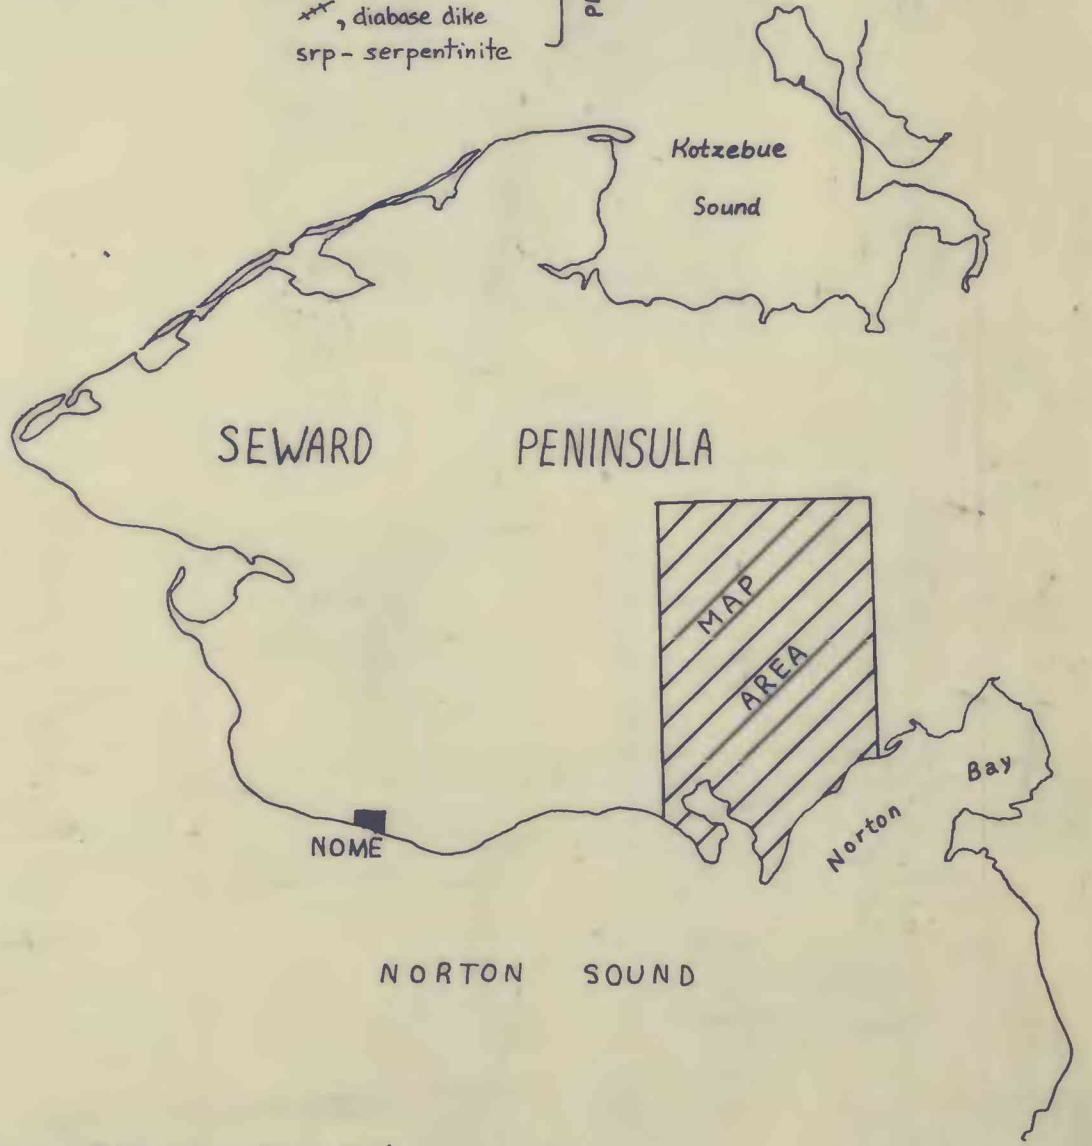 , diabase dike
srp - serpentinite
Kotzebue
Sound
SEWARD PENINSULA
MAP
AREA
Bay
Norton
NOME
NORTON SOUND